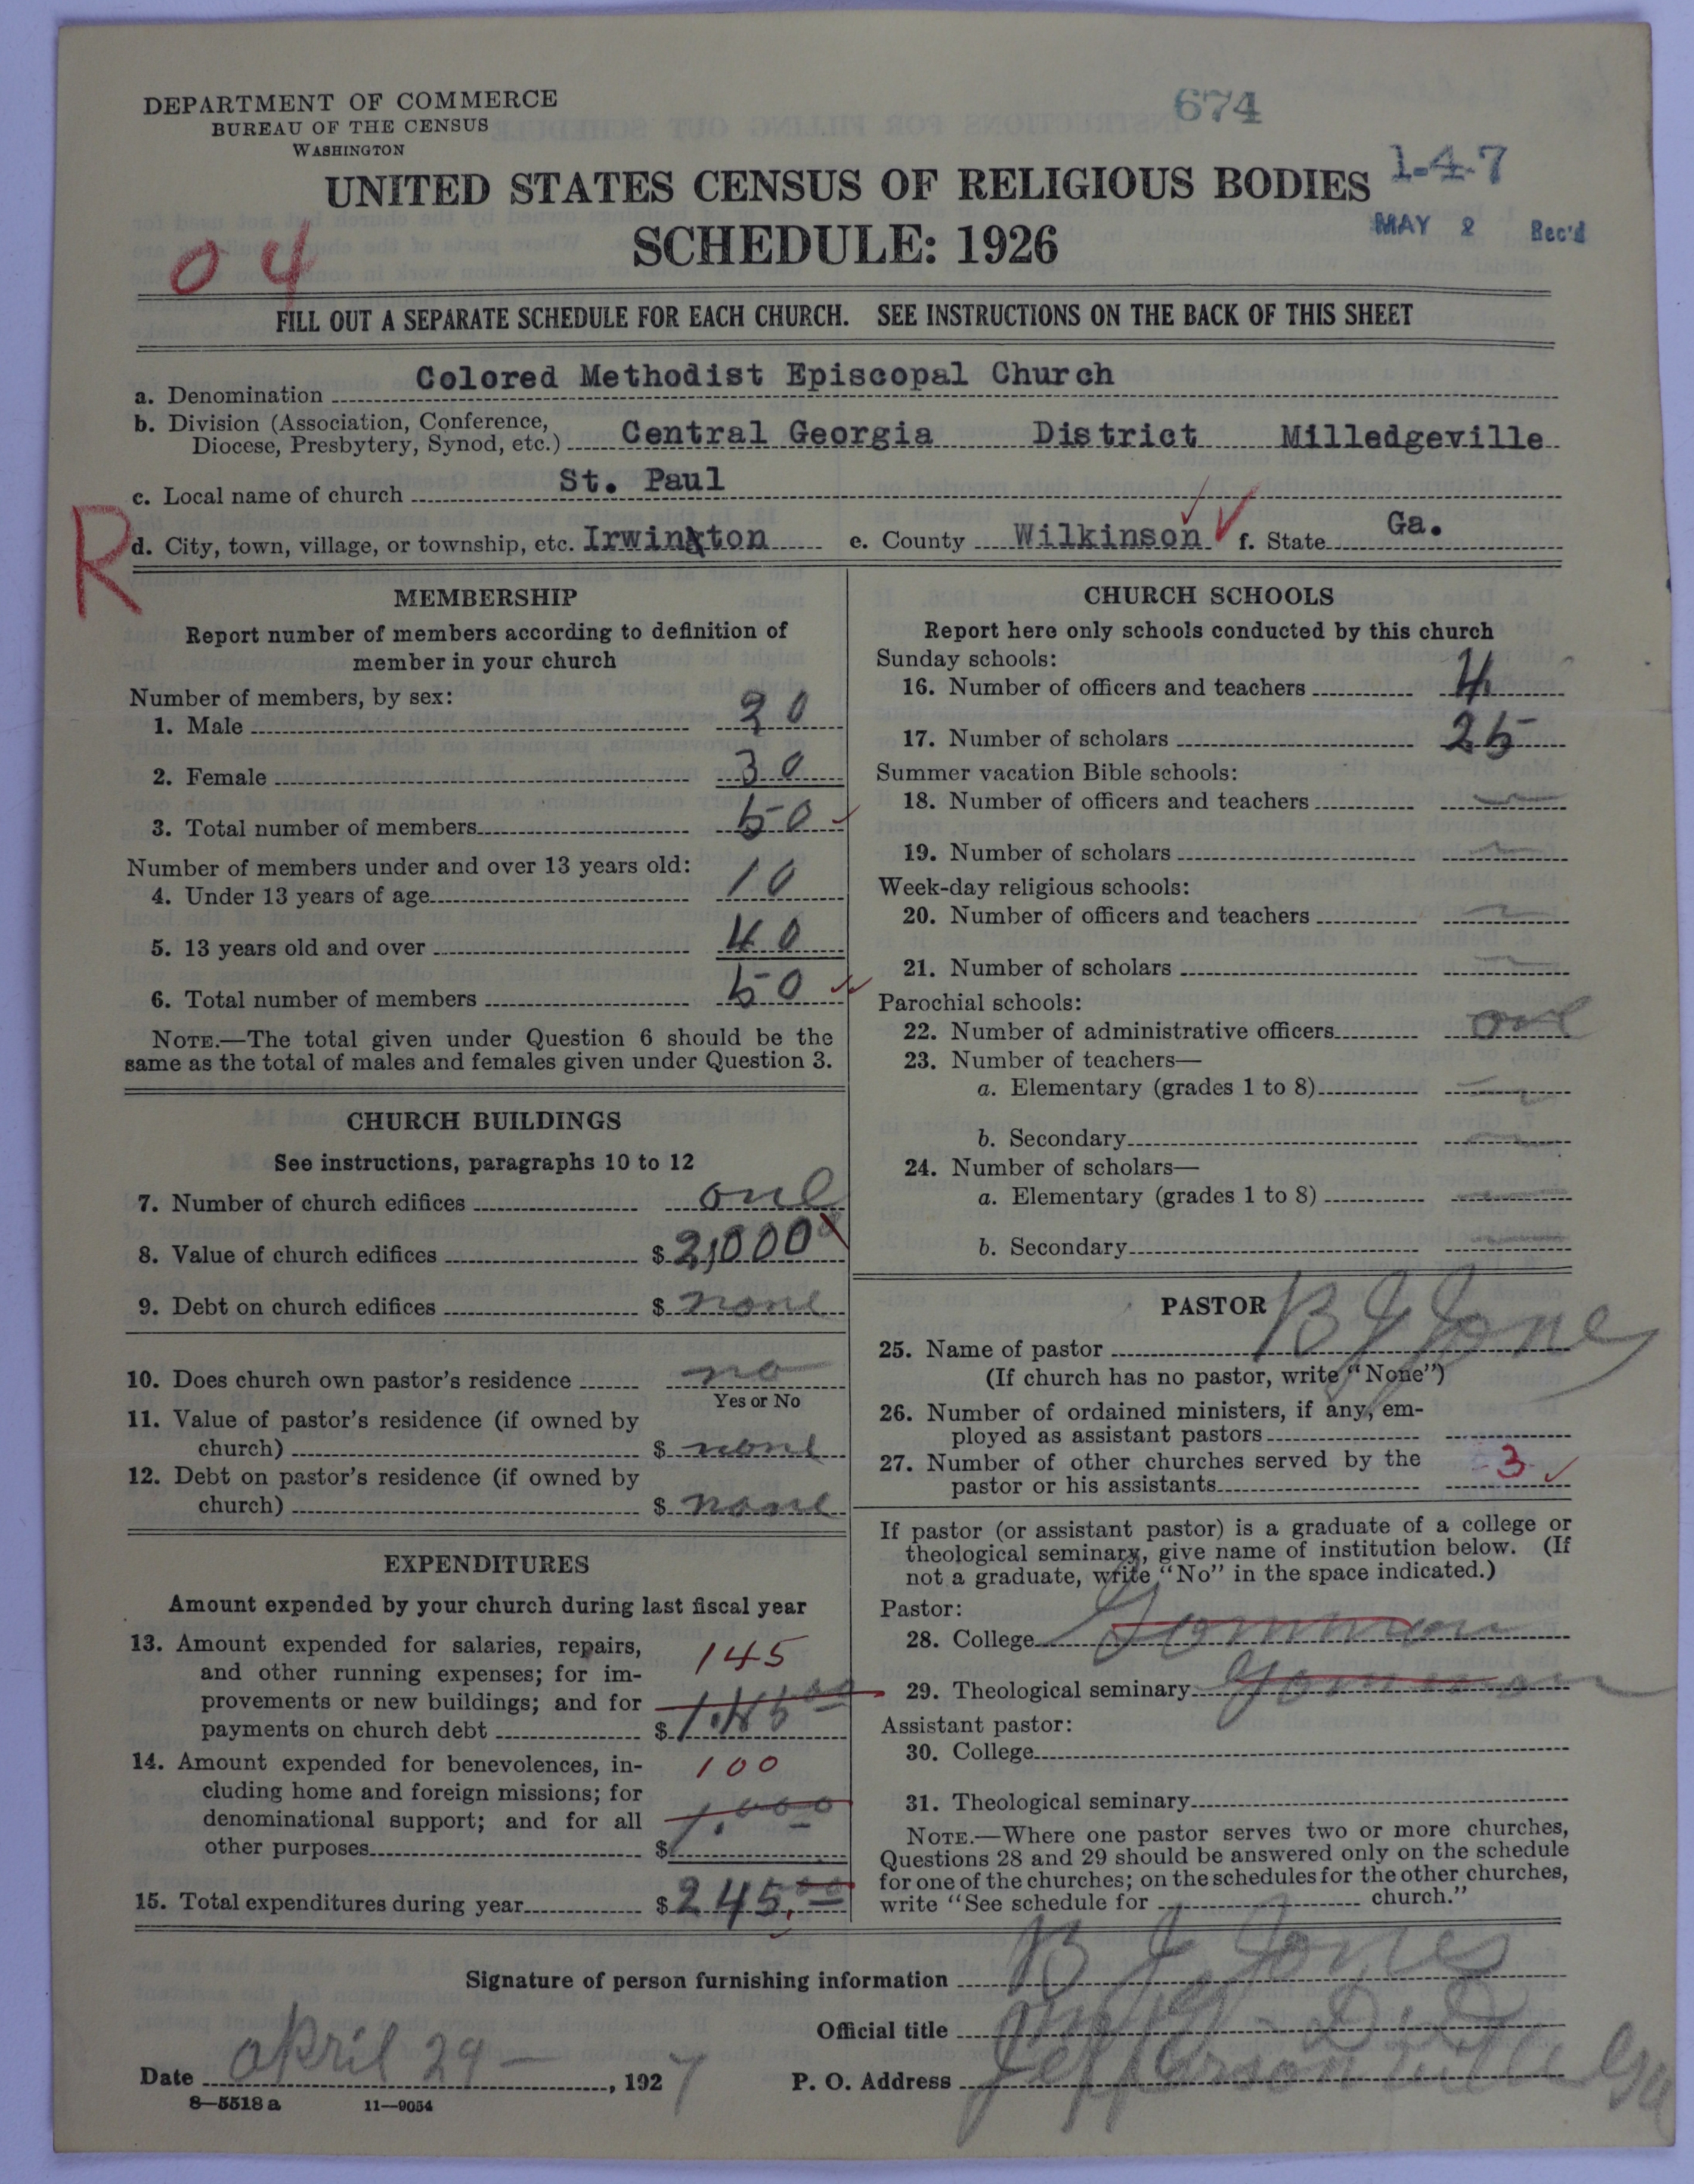 DEPARTMENT OF COMMERCE
BUREAU OF THE CENSUS
WASHINGTON
674
1-4-7
UNITED STATES CENSUS OF RELIGIOUS BODIES
SCHEDULE: 1926
MAY 2 Rec'd
04
FILL OUT A SEPARATE SCHEDULE FOR EACH CHURCH. SEE INSTRUCTIONS ON THE BACK OF THIS SHEET
a. Denomination Colored Methodist Episcopal Church
b. Division (Association, Conference,
Diocese, Presbytery, Synod, etc.) Central Georgia District Milledgeville
c. Local name of church St. Paul
R
d. City, town, village, or township, etc. Irwinton e. County Wilkinson f. State Ga.
MEMBERSHIP
Report number of members according to definition of
member in your church
Number of members, by sex:
1. Male 20
2. Female 30
3. Total number of members 50
Number of members under and over 13 years old:
4. Under 13 years of age 10
5. 13 years old and over 40
6. Total number of members 50
NOTE.—The total given under Question 6 should be the
same as the total of males and females given under Question 3.
CHURCH BUILDINGS
See instructions, paragraphs 10 to 12
7. Number of church edifices one
8. Value of church edifices $ 2,000
9. Debt on church edifices $ none
10. Does church own pastor's residence no
Yes or No
11. Value of pastor's residence (if owned by
church) $ none
12. Debt on pastor's residence (if owned by
church) $ none
EXPENDITURES
Amount expended by your church during last fiscal year
13. Amount expended for salaries, repairs,
and other running expenses; for im-
provements or new buildings; and for
payments on church debt $ 145
14. Amount expended for benevolences, in-
cluding home and foreign missions; for
denominational support; and for all
other purposes $ 100
1.000
15. Total expenditures during year $ 245.00
CHURCH SCHOOLS
Report here only schools conducted by this church
Sunday schools:
16. Number of officers and teachers 4
17. Number of scholars 25
Summer vacation Bible schools:
18. Number of officers and teachers
19. Number of scholars
Week-day religious schools:
20. Number of officers and teachers
21. Number of scholars
Parochial schools:
22. Number of administrative officers one
23. Number of teachers—
a. Elementary (grades 1 to 8)
b. Secondary
24. Number of scholars—
a. Elementary (grades 1 to 8)
b. Secondary
PASTOR
25. Name of pastor B J Jones
(If church has no pastor, write "None")
26. Number of ordained ministers, if any, em-
ployed as assistant pastors
27. Number of other churches served by the
pastor or his assistants 3
If pastor (or assistant pastor) is a graduate of a college or
theological seminary, give name of institution below. (If
not a graduate, write "No" in the space indicated.)
Pastor:
28. College
29. Theological seminary
Assistant pastor:
30. College
31. Theological seminary
NOTE.—Where one pastor serves two or more churches,
Questions 28 and 29 should be answered only on the schedule
for one of the churches; on the schedules for the other churches,
write "See schedule for church."
Signature of person furnishing information B J Jones
Official title D.D
Date April 29 — , 1927 P. O. Address Jeffersonville Ga
8—5518 a 11—9054